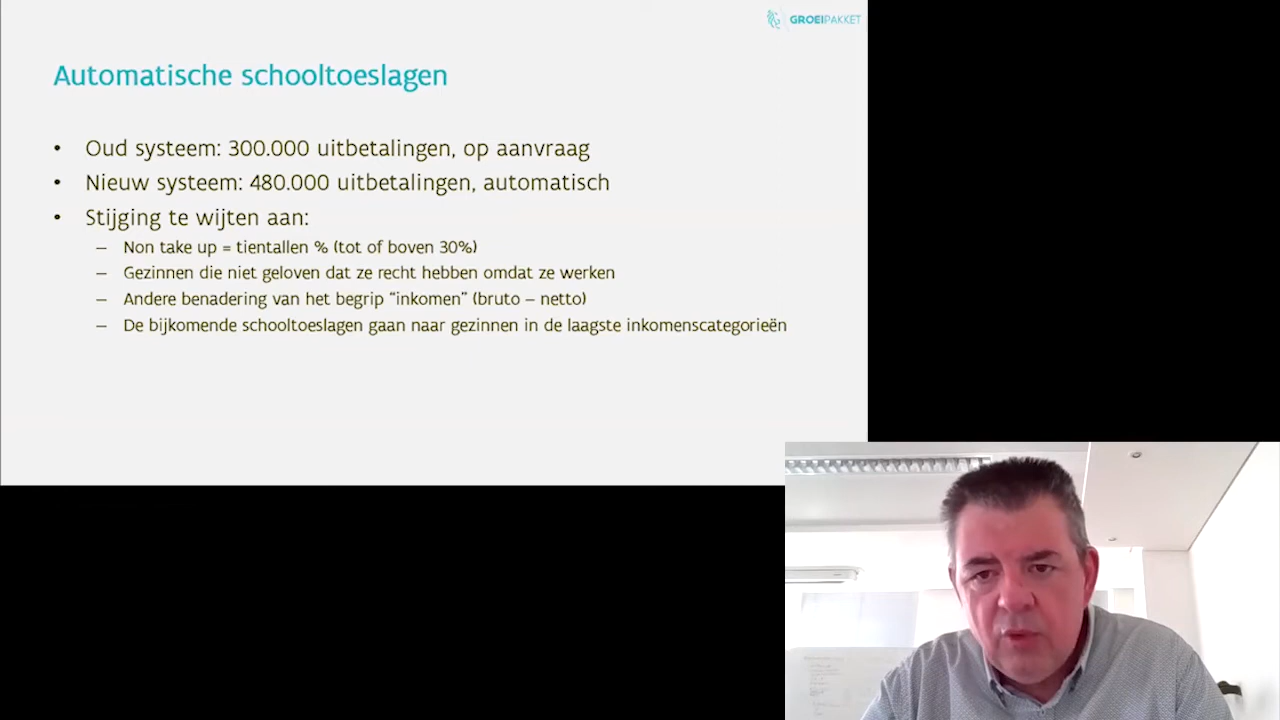 GROEIPAKKET
Automatische schooltoeslagen
• Oud systeem: 300.000 uitbetalingen, op aanvraag
• Nieuw systeem: 480.000 uitbetalingen, automatisch
• Stijging te wijten aan:
– Non take up = tientallen % (tot of boven 30%)
– Gezinnen die niet geloven dat ze recht hebben omdat ze werken
– Andere benadering van het begrip “inkomen” (bruto – netto)
– De bijkomende schooltoeslagen gaan naar gezinnen in de laagste inkomenscategorieën